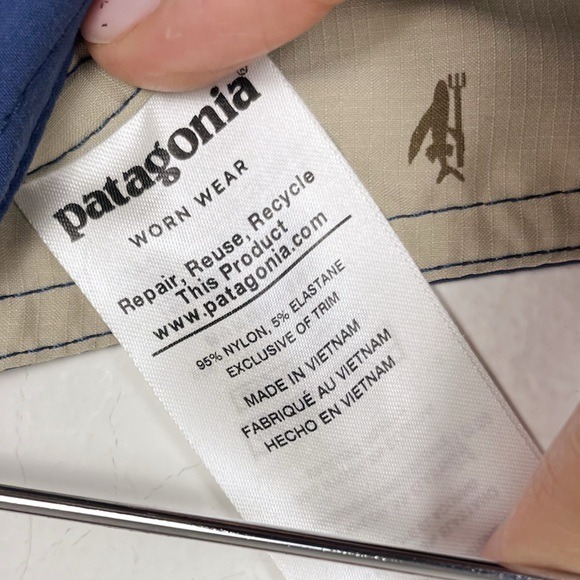 patagonia®
WORN WEAR
Repair, Reuse, Recycle
This Product
www.patagonia.com
95% NYLON, 5% ELASTANE
EXCLUSIVE OF TRIM
MADE IN VIETNAM
FABRIQUÉ AU VIETNAM
HECHO EN VIETNAM